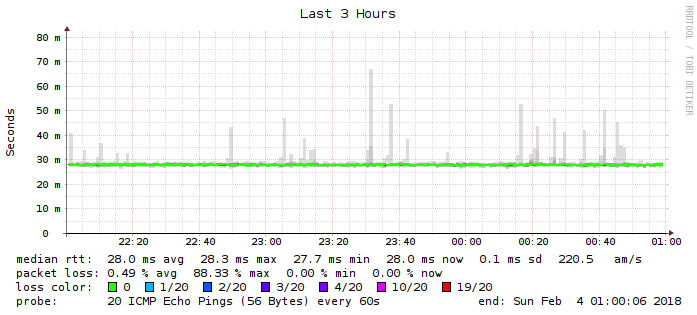 Last 3 Hours
RRDTOOL / TOBI OETIKER
Seconds
80 m
70 m
60 m
50 m
40 m
30 m
20 m
10 m
0
22:20 22:40 23:00 23:20 23:40 00:00 00:20 00:40 01:00
median rtt: 28.0 ms avg 28.3 ms max 27.7 ms min 28.0 ms now 0.1 ms sd 220.5 am/s
packet loss: 0.49 % avg 88.33 % max 0.00 % min 0.00 % now
loss color: 0 1/20 2/20 3/20 4/20 10/20 19/20
probe: 20 ICMP Echo Pings (56 Bytes) every 60s end: Sun Feb 4 01:00:06 2018